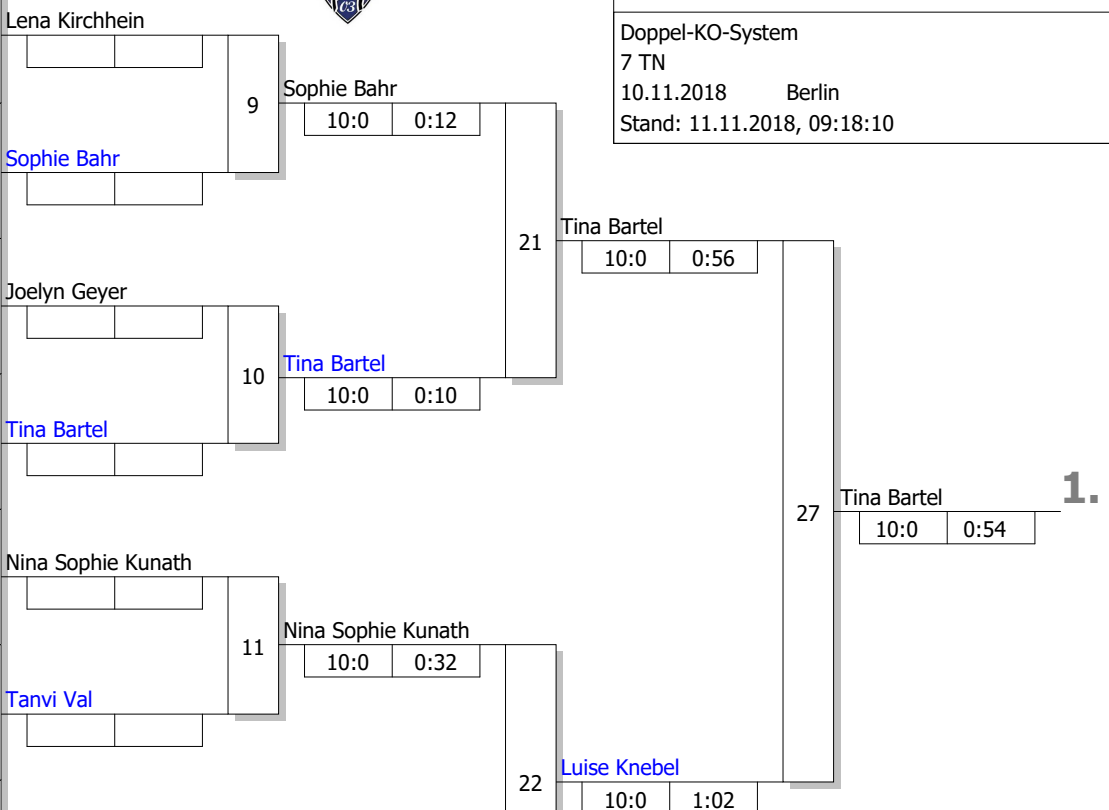 C3
Lena Kirchhein
Doppel-KO-System
7 TN
10.11.2018 Berlin
Stand: 11.11.2018, 09:18:10
9
Sophie Bahr
10:0 0:12
Sophie Bahr
21
Tina Bartel
10:0 0:56
Joelyn Geyer
10
Tina Bartel
10:0 0:10
Tina Bartel
27
Tina Bartel
1.
10:0 0:54
Nina Sophie Kunath
11
Nina Sophie Kunath
10:0 0:32
Tanvi Val
22
Luise Knebel
10:0 1:02